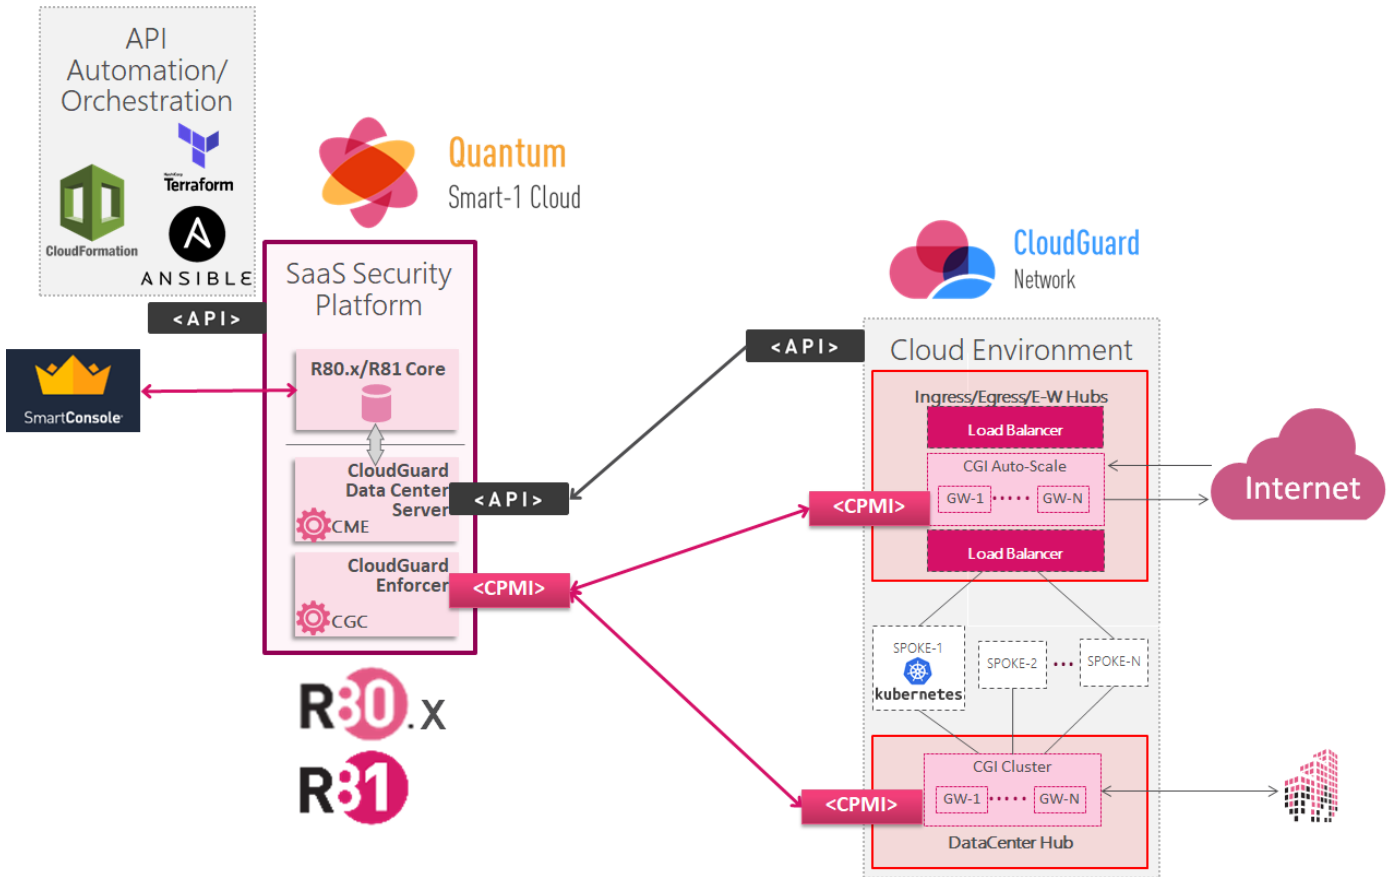 API
Automation/
Orchestration
HashiCorp
Terraform
CloudFormation
ANSIBLE
<API>
SmartConsole
Quantum
Smart-1 Cloud
SaaS Security
Platform
R80.x/R81 Core
CloudGuard
Data Center
Server
CME
<API>
CloudGuard
Enforcer
CGC
<CPMI>
R80.x
R81
CloudGuard
Network
<API>
Cloud Environment
Ingress/Egress/E-W Hubs
Load Balancer
CGI Auto-Scale
GW-1 ····· GW-N
<CPMI>
Load Balancer
Internet
SPOKE-1
kubernetes
SPOKE-2 ··· SPOKE-N
CGI Cluster
GW-1 ····· GW-N
<CPMI>
DataCenter Hub